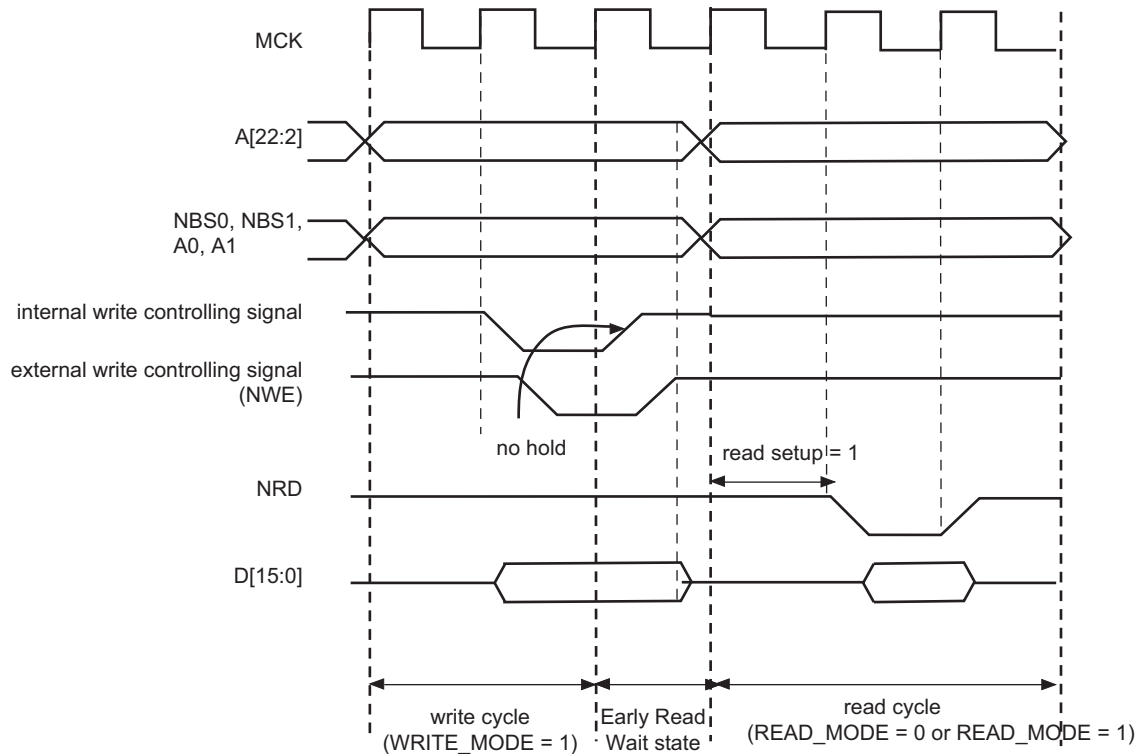 MCK
A[22:2]
NBS0, NBS1,
A0, A1
internal write controlling signal
external write controlling signal
(NWE)
no hold
read setup = 1
NRD
D[15:0]
write cycle
(WRITE_MODE = 1)
Early Read
Wait state
read cycle
(READ_MODE = 0 or READ_MODE = 1)